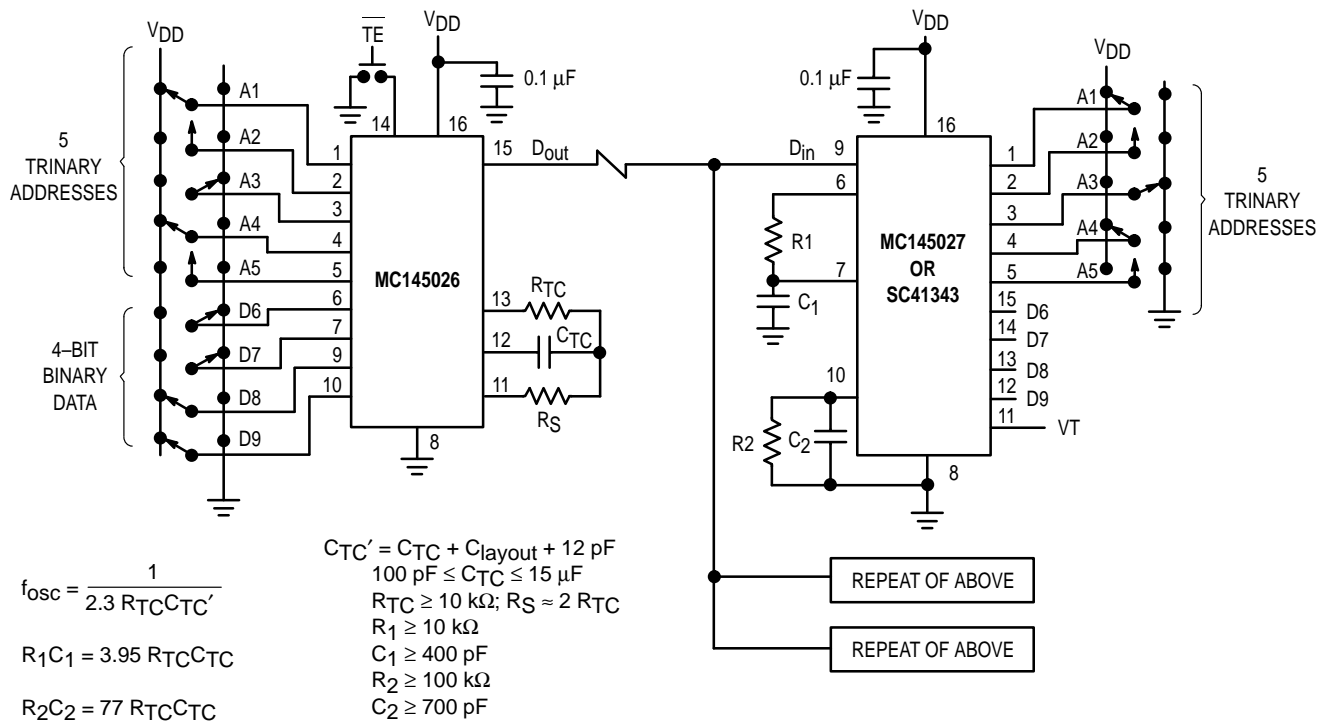 VDD
TE
VDD
VDD
VDD
0.1 µF
0.1 µF
5
TRINARY
ADDRESSES
A1
A2
A3
A4
A5
4–BIT
BINARY
DATA
D6
D7
D8
D9
1
2
3
4
5
6
7
9
10
14
16
MC145026
15
Dout
13
RTC
12
CTC
11
RS
8
Din
9
6
R1
7
C1
10
R2
C2
16
MC145027
OR
SC41343
1
2
3
4
5
15
D6
14
D7
13
D8
12
D9
11
VT
8
A1
A2
A3
A4
A5
5
TRINARY
ADDRESSES
REPEAT OF ABOVE
REPEAT OF ABOVE
fosc = 1 / 2.3 RTCCTC′
R1C1 = 3.95 RTCCTC
R2C2 = 77 RTCCTC
CTC′ = CTC + Clayout + 12 pF
100 pF ≤ CTC ≤ 15 µF
RTC ≥ 10 kΩ; RS ≈ 2 RTC
R1 ≥ 10 kΩ
C1 ≥ 400 pF
R2 ≥ 100 kΩ
C2 ≥ 700 pF